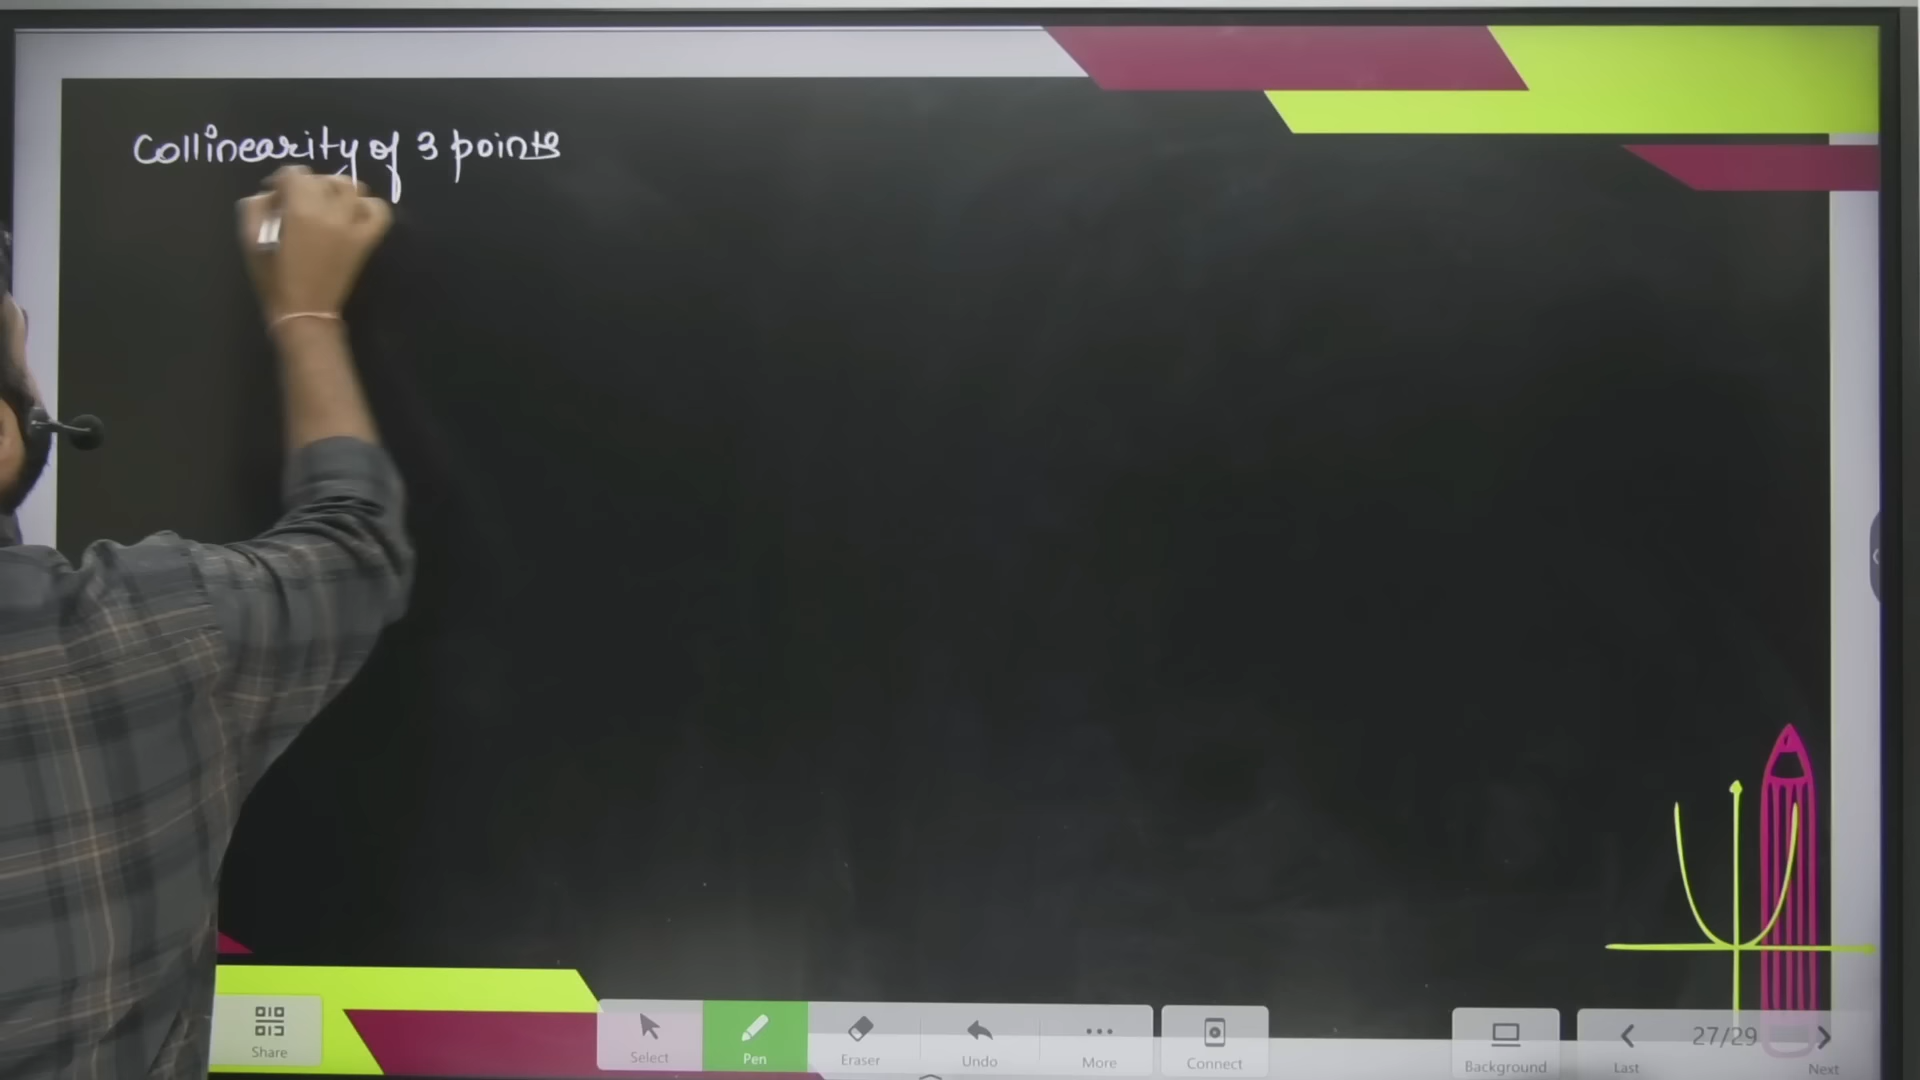 Collinearity of 3 points
Share
Select
Pen
Eraser
Undo
More
Connect
Background
Last
27/29
Next